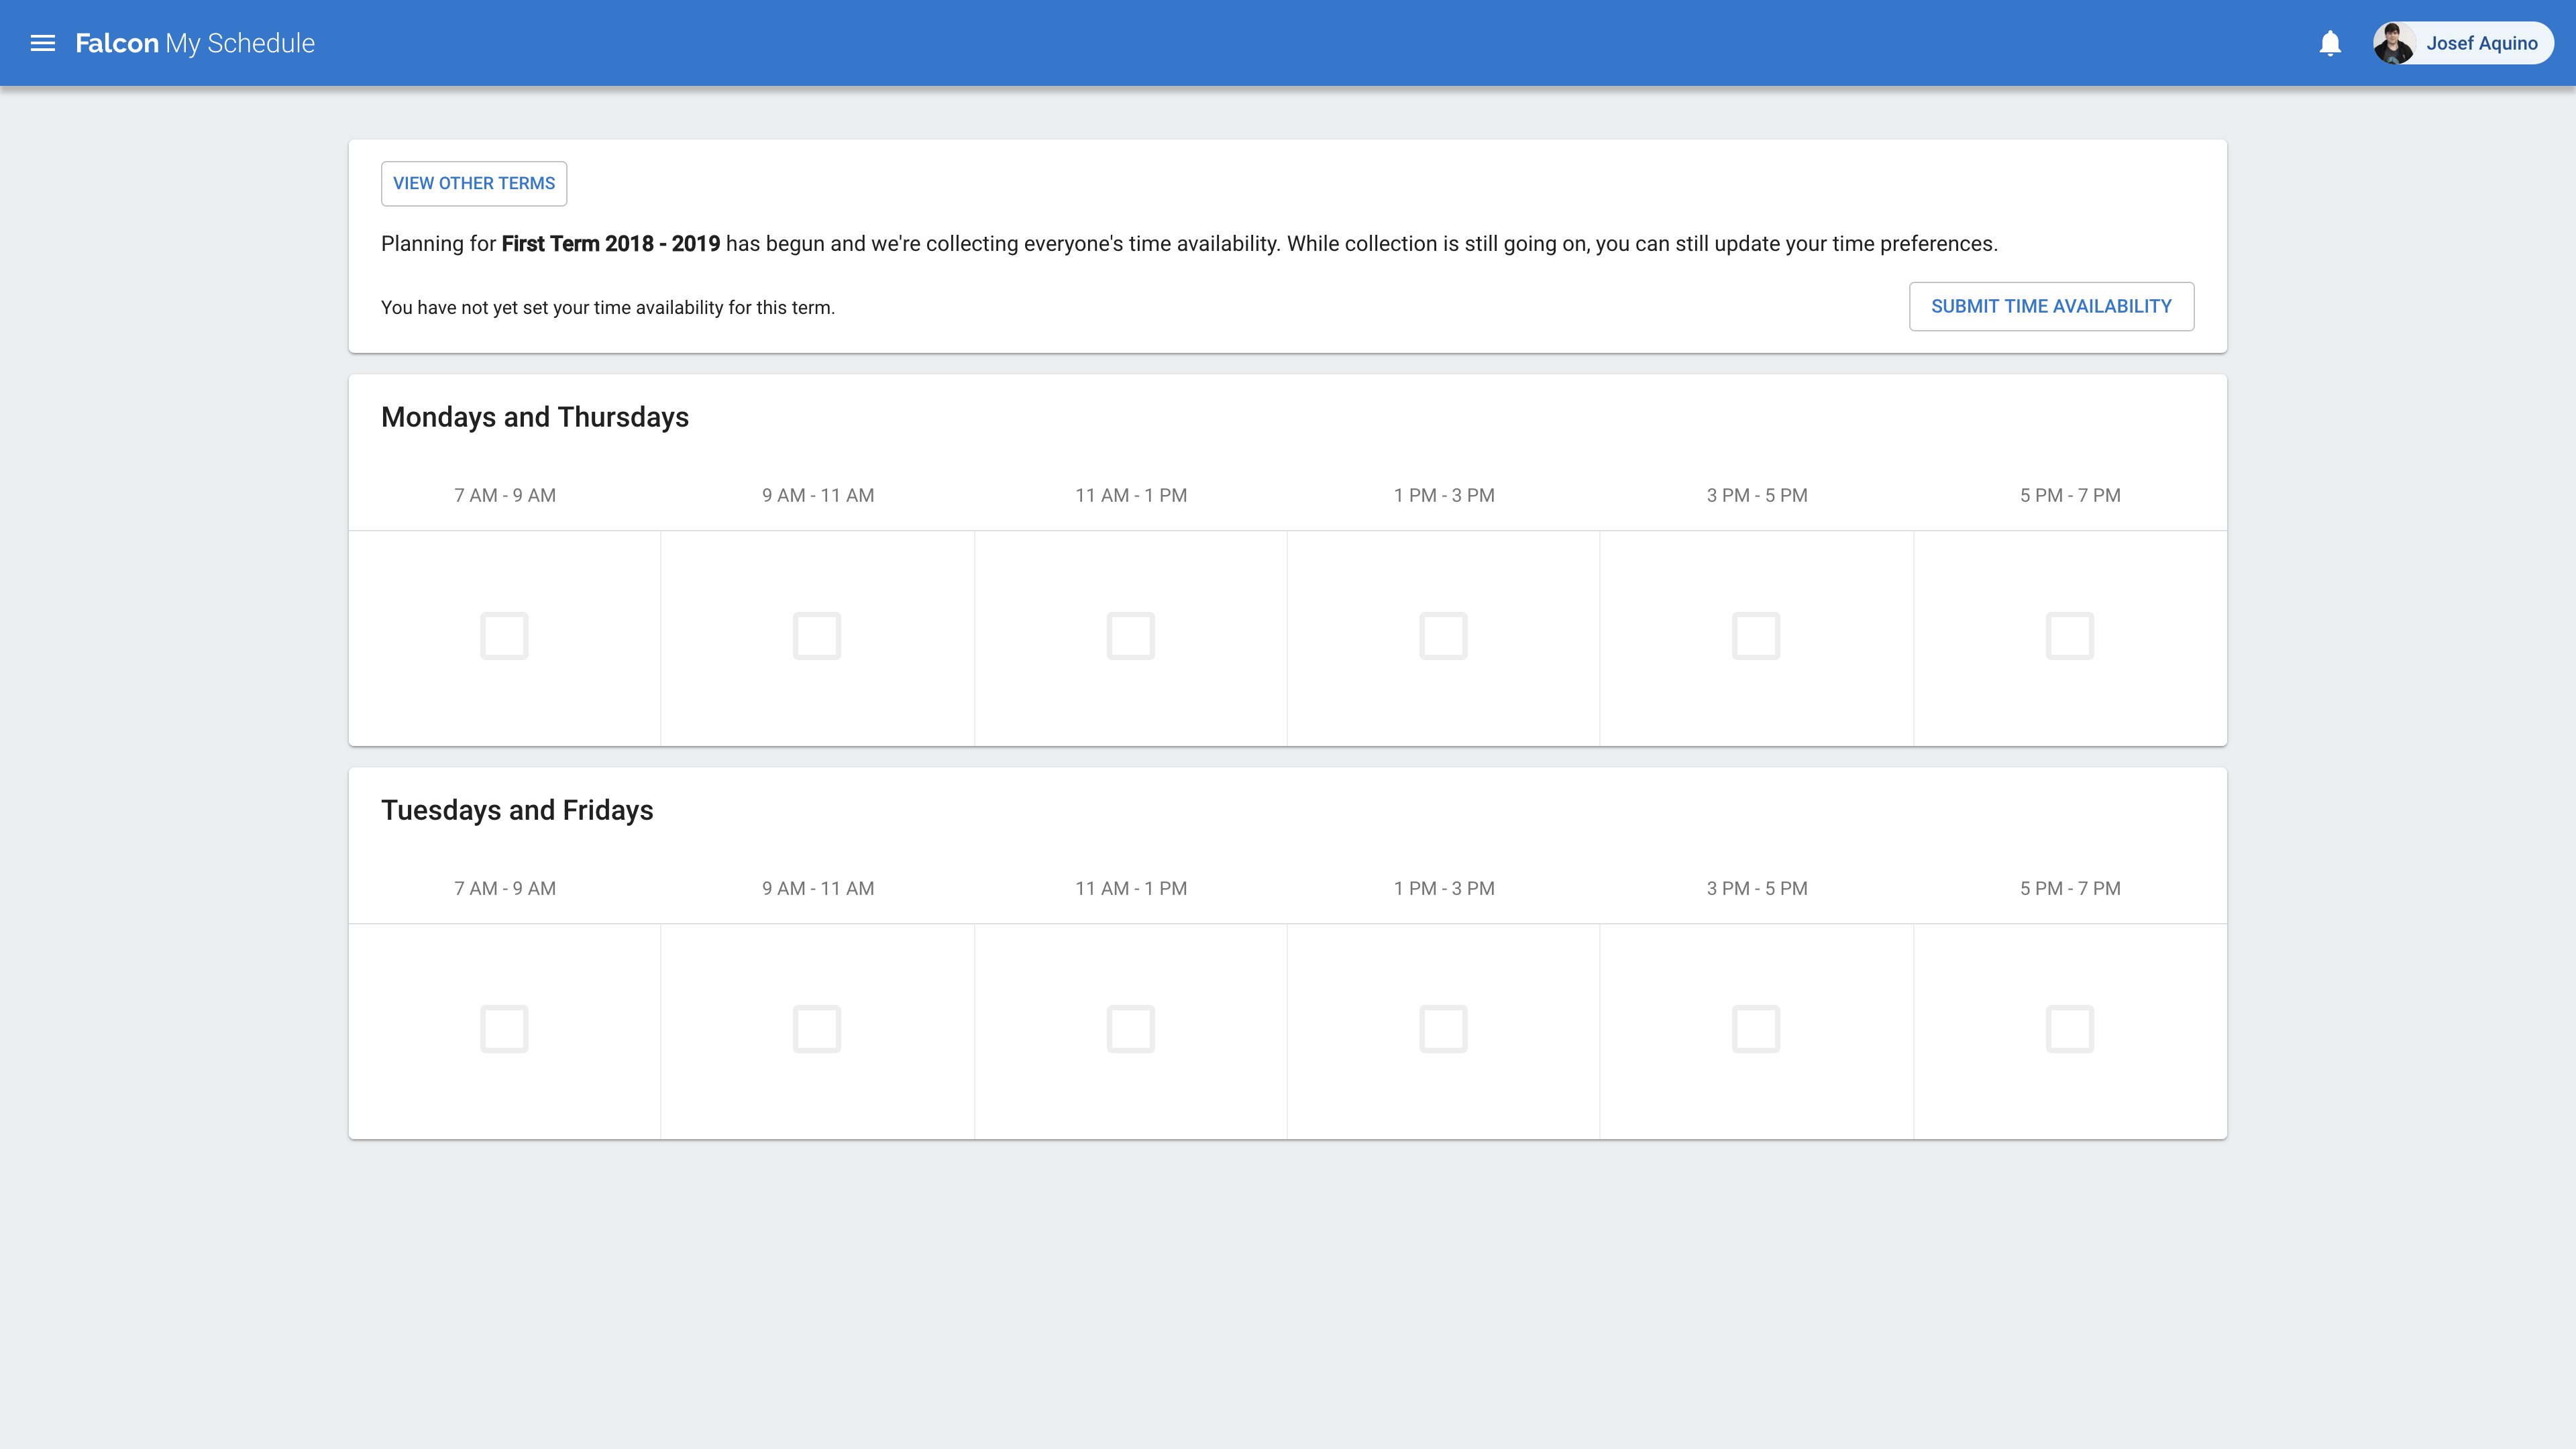 Falcon My Schedule
Josef Aquino
VIEW OTHER TERMS
Planning for First Term 2018 - 2019 has begun and we're collecting everyone's time availability. While collection is still going on, you can still update your time preferences.
You have not yet set your time availability for this term.
SUBMIT TIME AVAILABILITY
Mondays and Thursdays
7 AM - 9 AM 9 AM - 11 AM 11 AM - 1 PM 1 PM - 3 PM 3 PM - 5 PM 5 PM - 7 PM
Tuesdays and Fridays
7 AM - 9 AM 9 AM - 11 AM 11 AM - 1 PM 1 PM - 3 PM 3 PM - 5 PM 5 PM - 7 PM